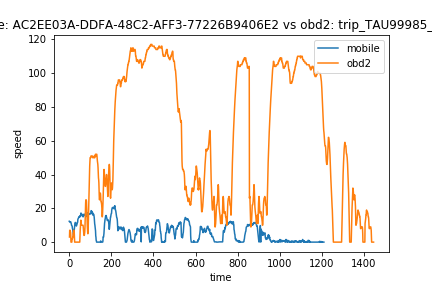 e: AC2EE03A-DDFA-48C2-AFF3-77226B9406E2 vs obd2: trip_TAU99985_
mobile
obd2
120
100
80
60
40
20
0
speed
0 200 400 600 800 1000 1200 1400
time